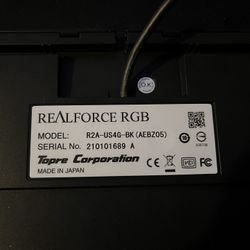 O.K
REALFORCE RGB
MODEL: R2A-US4G-BK (AEBZ05)
SERIAL No. 210101689 A
Topre Corporation
MADE IN JAPAN